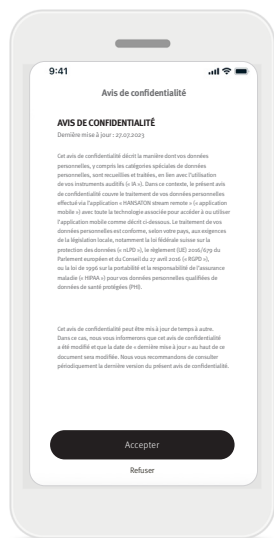 9:41
Avis de confidentialité
AVIS DE CONFIDENTIALITÉ
Dernière mise à jour : 27.07.2023
Cet avis de confidentialité décrit la manière dont vos données
personnelles, y compris les catégories spéciales de données
personnelles, sont recueillies et traitées, en lien avec l'utilisation
de vos instruments auditifs (« IA »). Dans ce contexte, le présent avis
de confidentialité couvre le traitement de vos données personnelles
effectué via l'application « HANSATON stream remote » (« application
mobile ») avec toute la technologie associée pour accéder à ou utiliser
l'application mobile comme décrit ci-dessous. Le traitement de vos
données personnelles est conforme, selon votre pays, aux exigences
de la législation locale, notamment la loi fédérale suisse sur la
protection des données (« nLPD »), le règlement (UE) 2016/679 du
Parlement européen et du Conseil du 27 avril 2016 (« RGPD »),
ou la loi de 1996 sur la portabilité et la responsabilité de l'assurance
maladie (« HIPAA ») pour vos données personnelles qualifiées de
données de santé protégées (PHI).
Cet avis de confidentialité peut être mis à jour de temps à autre.
Dans ce cas, nous vous informerons que cet avis de confidentialité
a été modifié et que la date de « dernière mise à jour » au haut de ce
document sera modifiée. Nous vous recommandons de consulter
périodiquement la dernière version du présent avis de confidentialité.
Accepter
Refuser